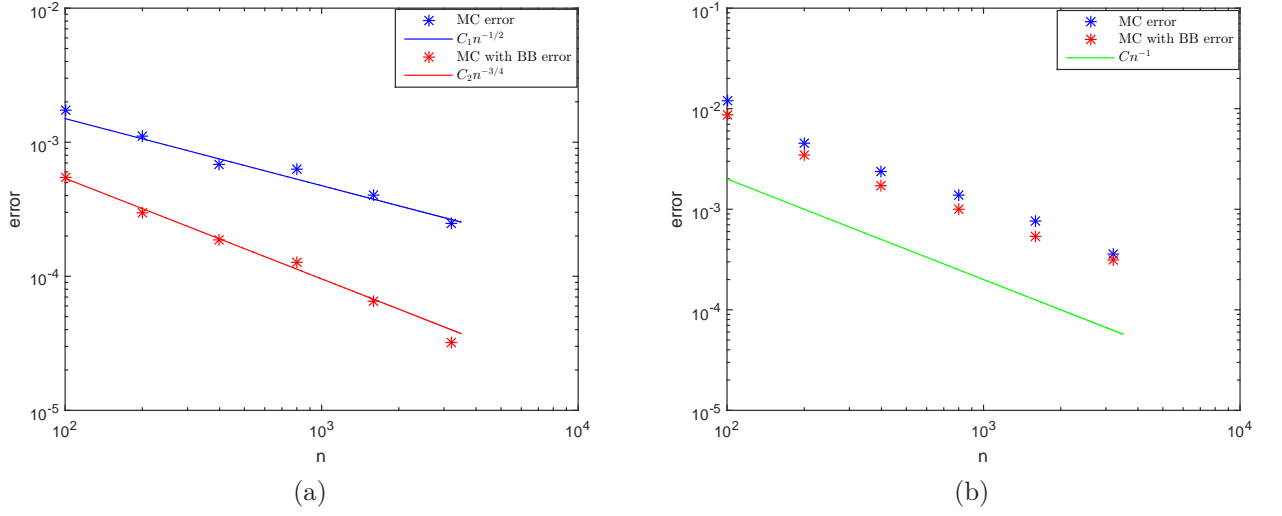 10^{-2}
10^{-3}
10^{-4}
10^{-5}
error
MC error
C_1n^{-1/2}
MC with BB error
C_2n^{-3/4}
10^2
10^3
10^4
n
(a)
10^{-1}
10^{-2}
10^{-3}
10^{-4}
10^{-5}
error
MC error
MC with BB error
Cn^{-1}
10^2
10^3
10^4
n
(b)